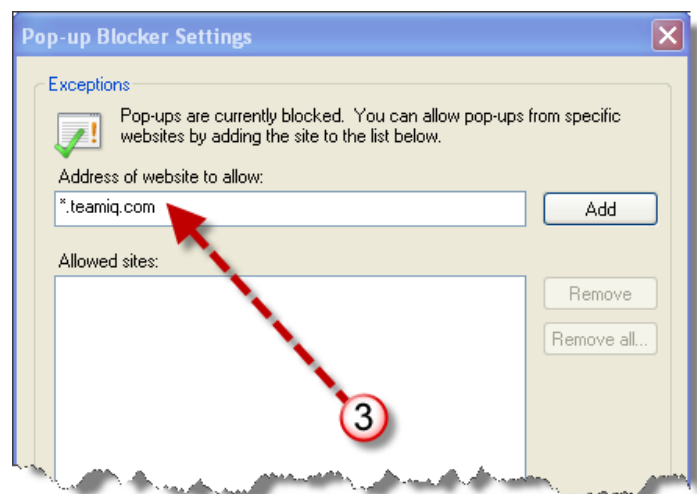 Pop-up Blocker Settings
Exceptions
Pop-ups are currently blocked. You can allow pop-ups from specific
websites by adding the site to the list below.
Address of website to allow:
*.teamiq.com
Add
Allowed sites:
Remove
Remove all...
3